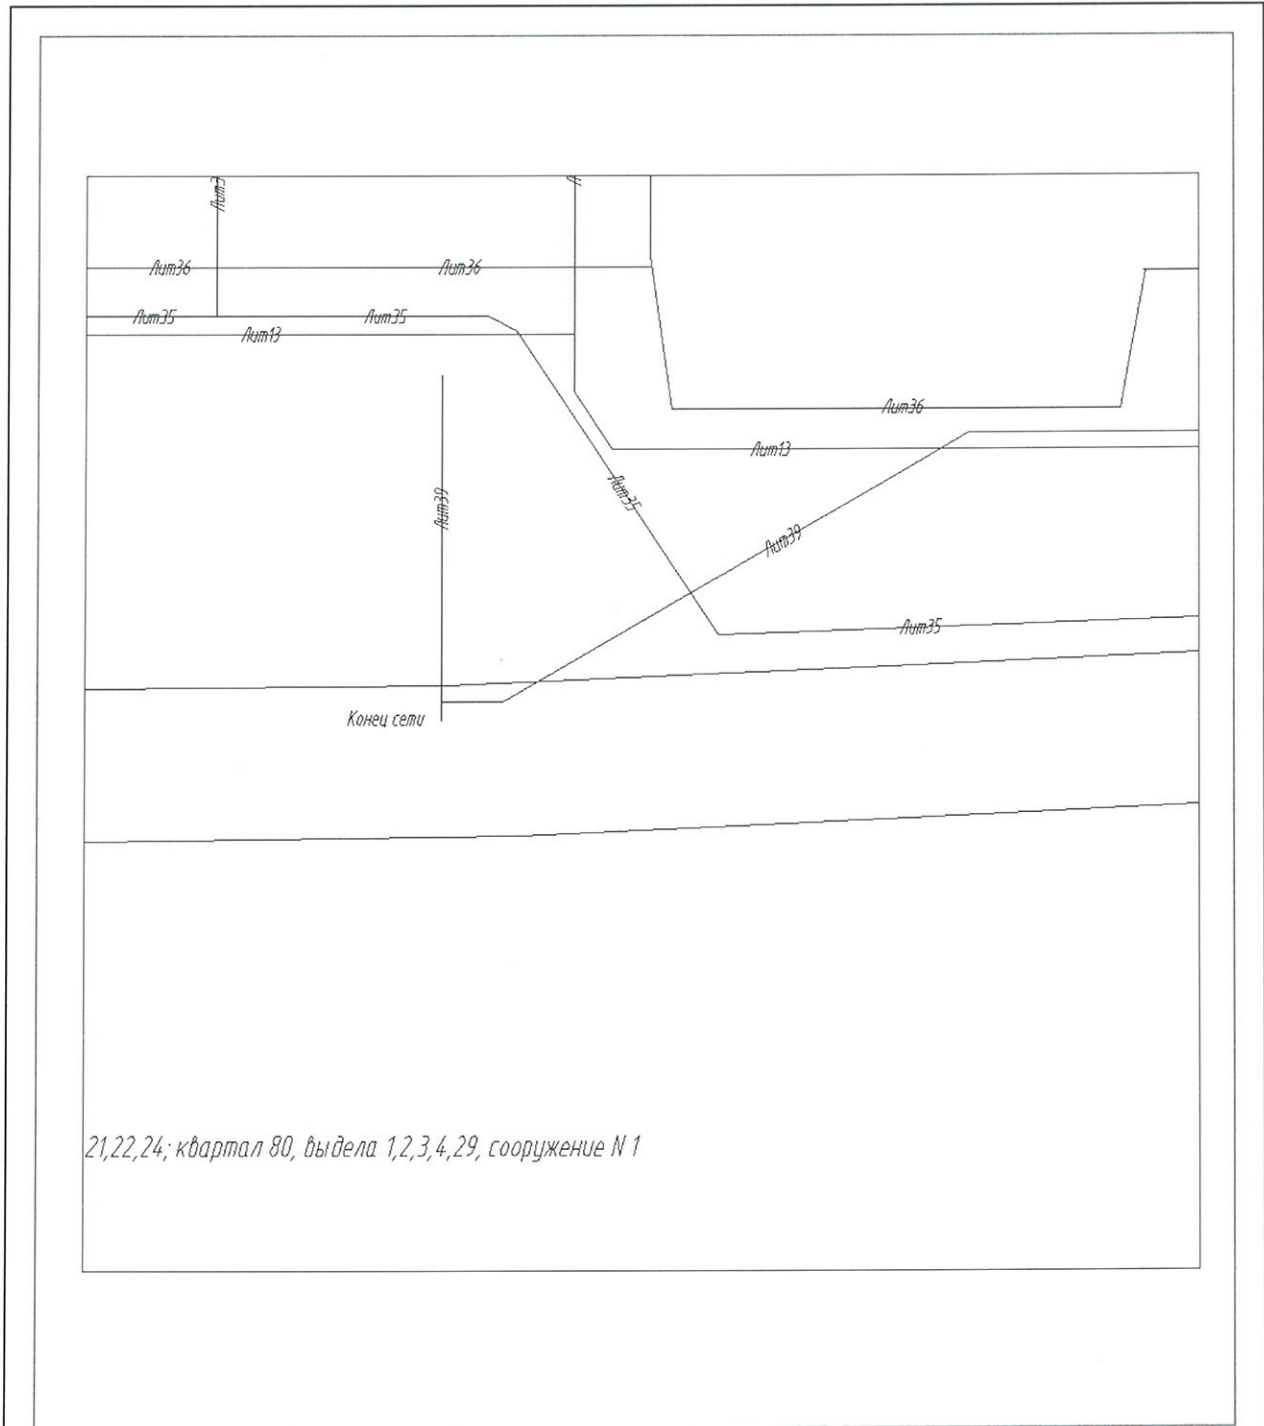 Лит3
Л
Лит36
Лит36
Лит35
Лит35
Лит13
Лит36
Лит13
Лит35
Лит39
Лит39
Лит35
Конец сети
21,22,24; квартал 80, выдела 1,2,3,4,29, сооружение N 1